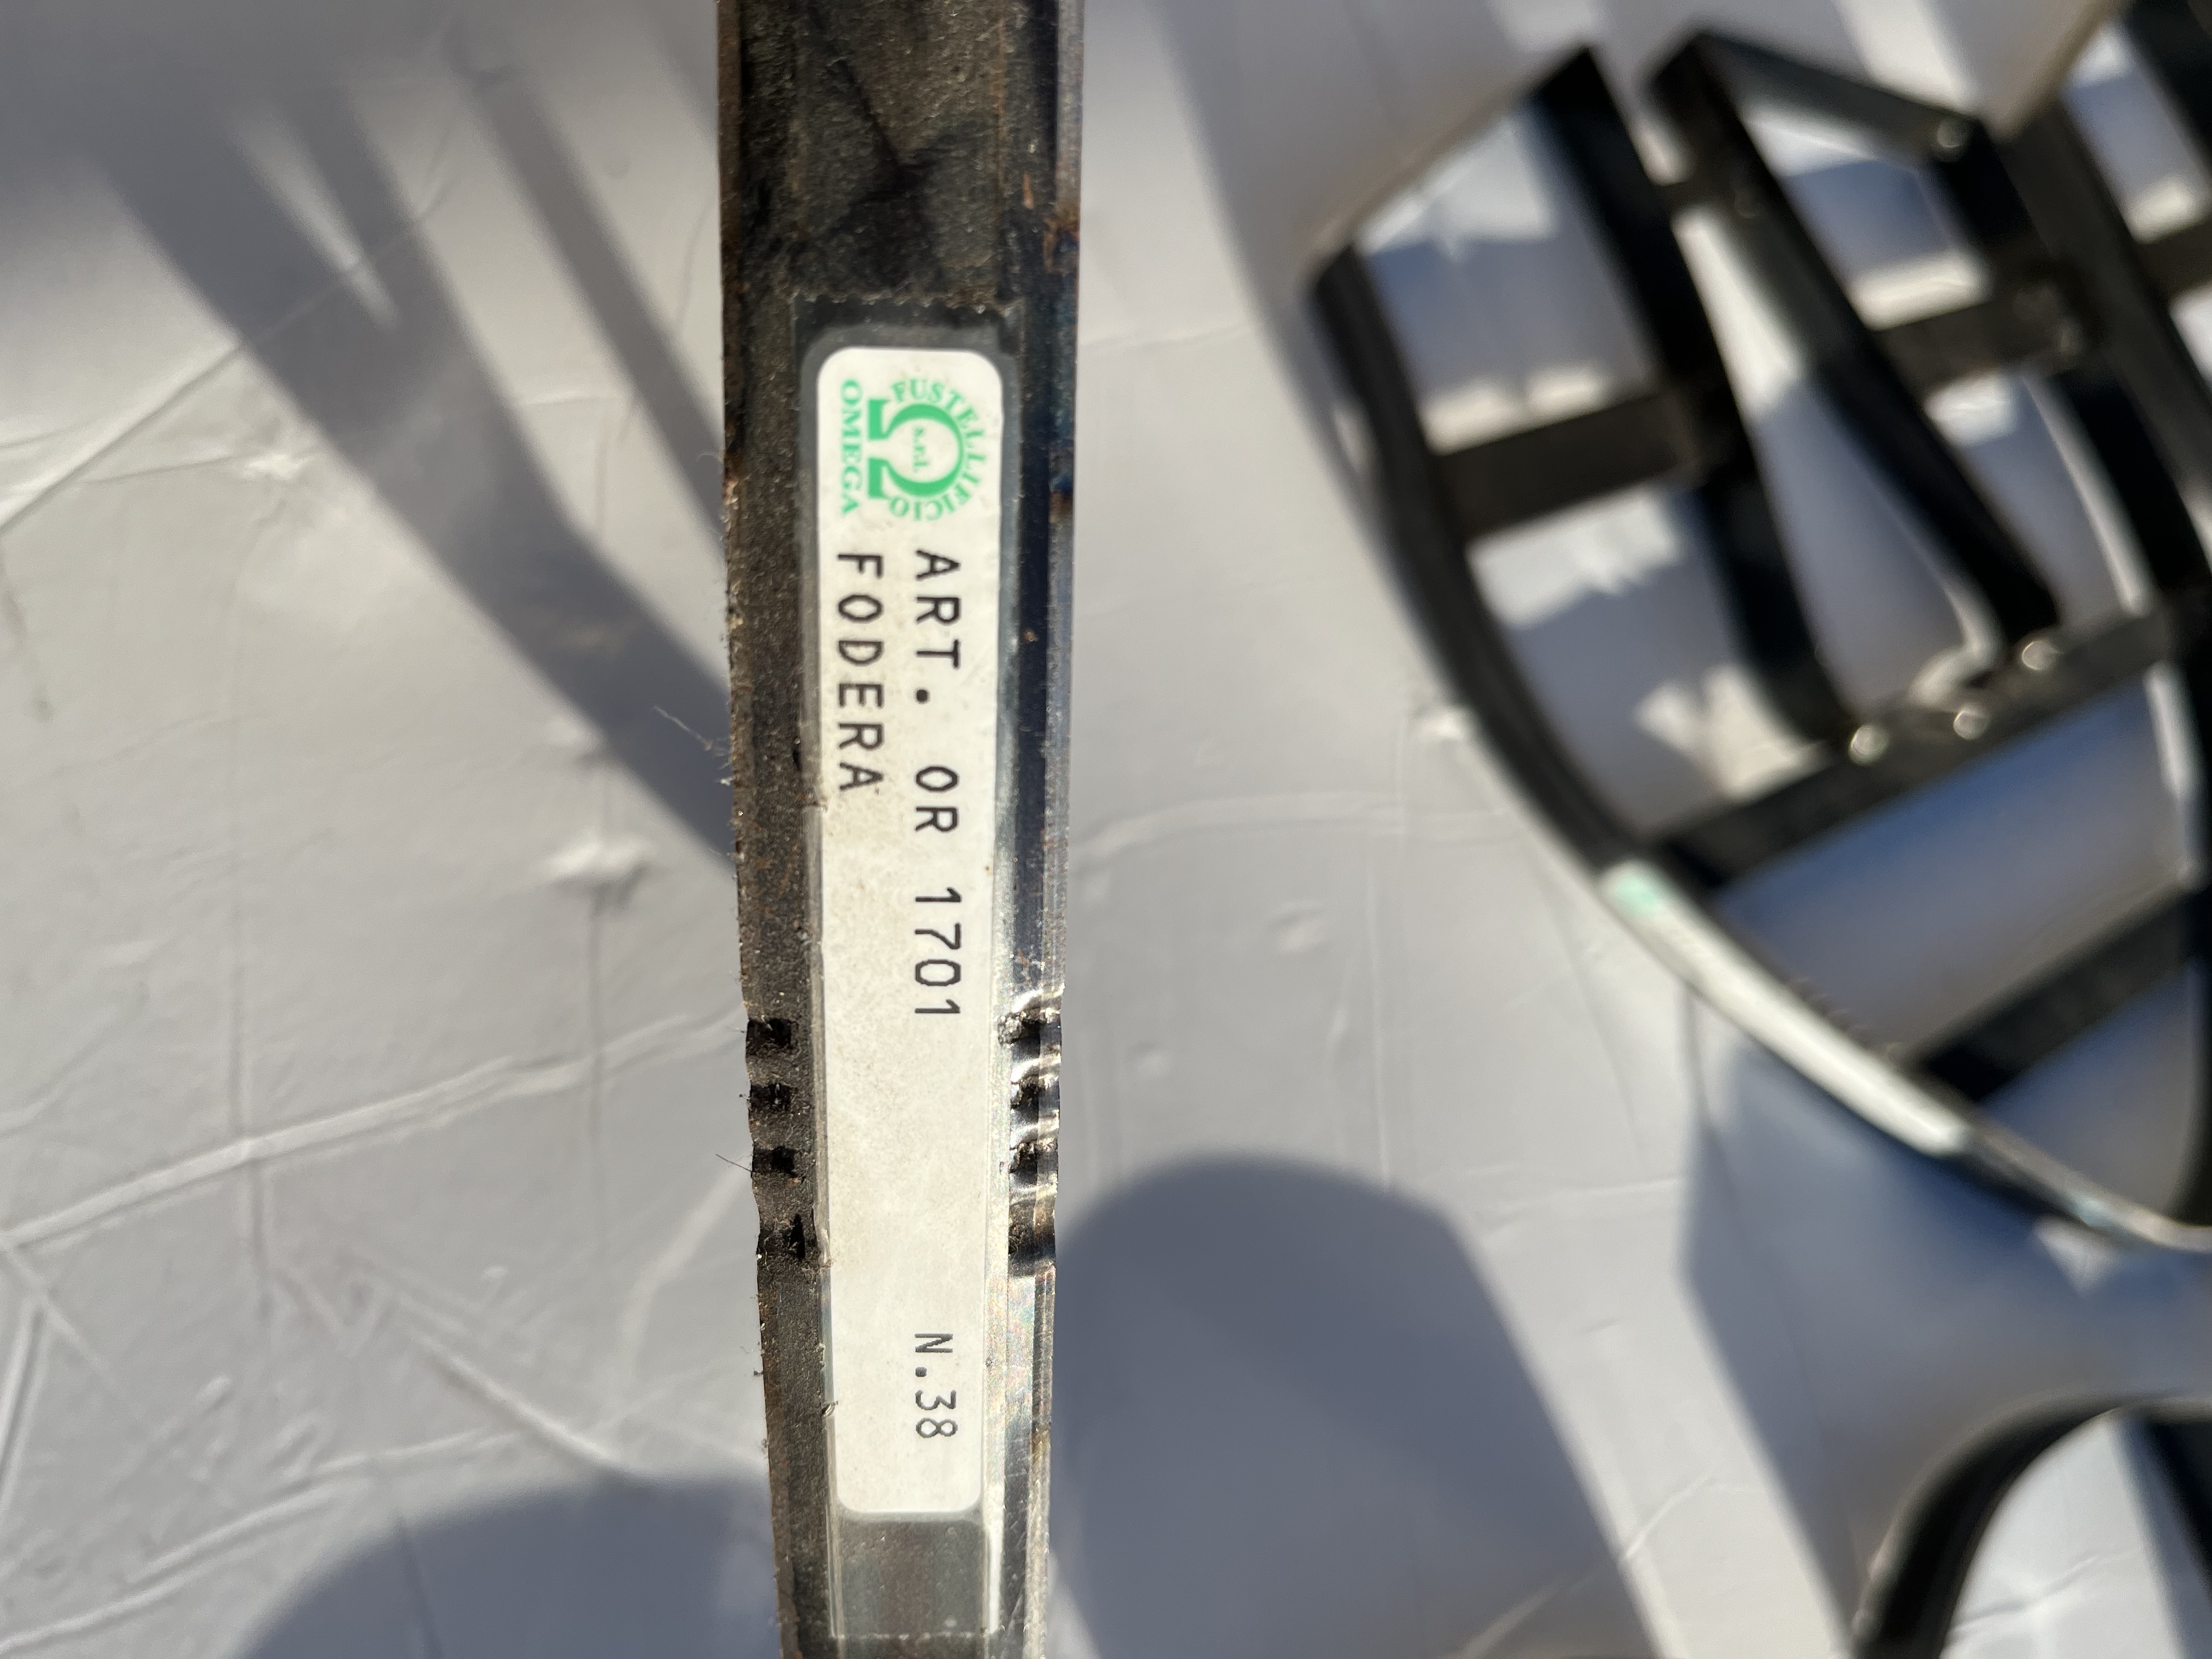 FUSTELLIFICIO
s.r.l.
OMEGA
ART. OR 1701
N.38
FODERA